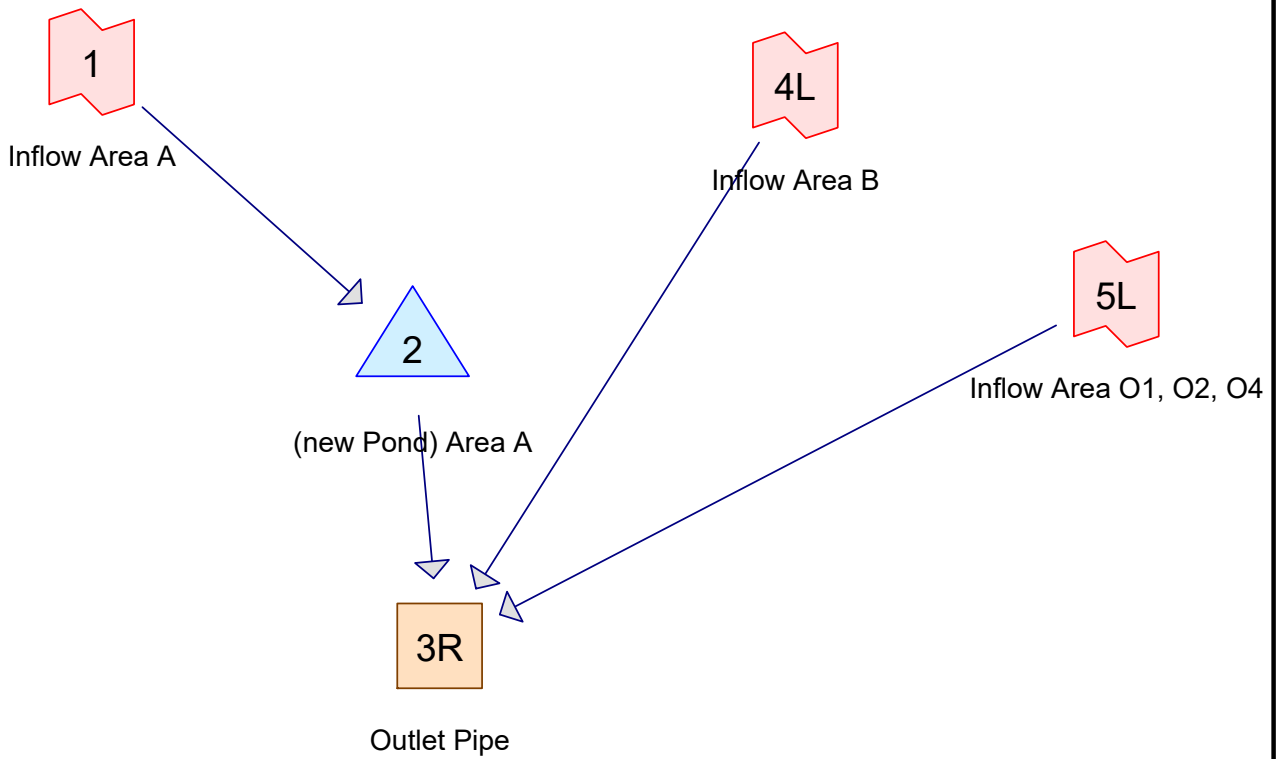 1
Inflow Area A
4L
Inflow Area B
5L
Inflow Area O1, O2, O4
2
(new Pond) Area A
3R
Outlet Pipe